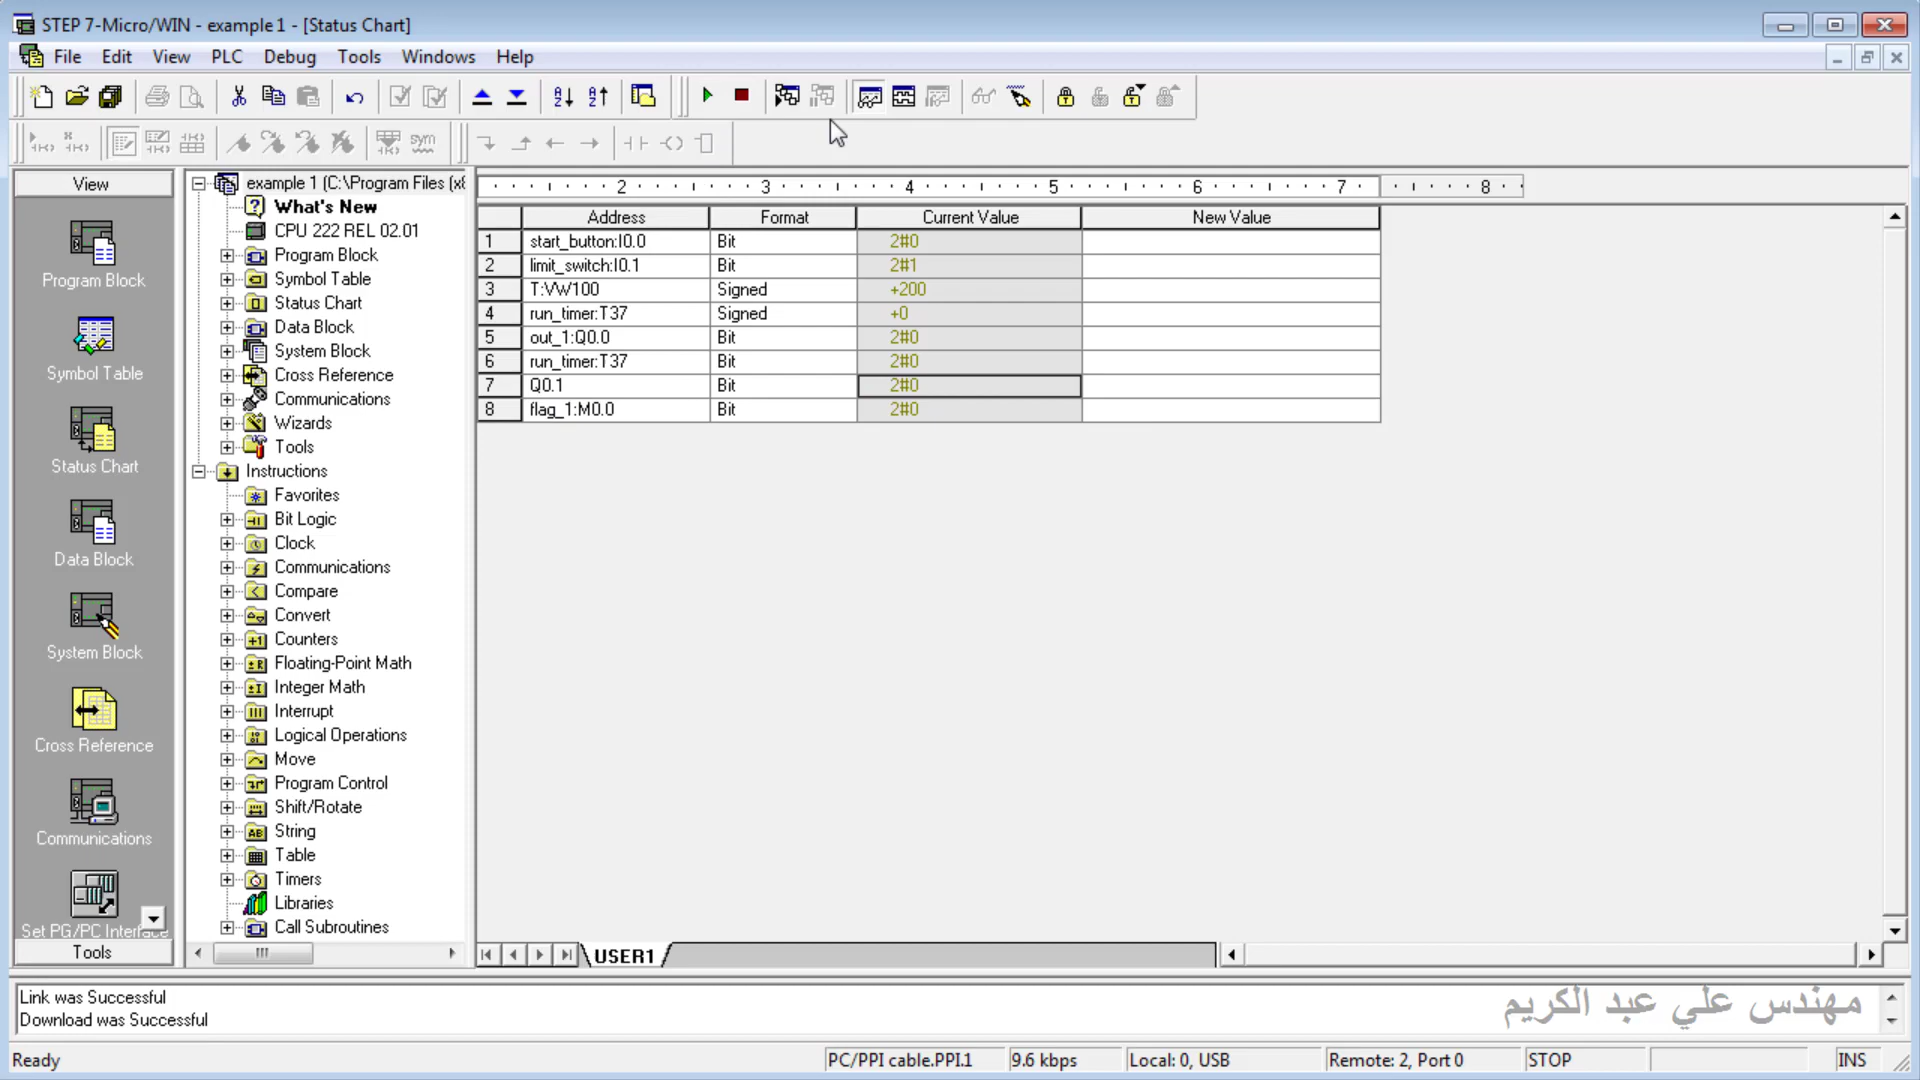 STEP 7-Micro/WIN - example 1 - [Status Chart]
File Edit View PLC Debug Tools Windows Help
View
Program Block
Symbol Table
Status Chart
Data Block
System Block
Cross Reference
Communications
Set PG/PC Interface
Tools
example 1 (C:\Program Files (x8
What's New
CPU 222 REL 02.01
Program Block
Symbol Table
Status Chart
Data Block
System Block
Cross Reference
Communications
Wizards
Tools
Instructions
Favorites
Bit Logic
Clock
Communications
Compare
Convert
Counters
Floating-Point Math
Integer Math
Interrupt
Logical Operations
Move
Program Control
Shift/Rotate
String
Table
Timers
Libraries
Call Subroutines
2 3 4 5 6 7 8
Address Format Current Value New Value
1 start_button:I0.0 Bit 2#0
2 limit_switch:I0.1 Bit 2#1
3 T:VW100 Signed +200
4 run_timer:T37 Signed +0
5 out_1:Q0.0 Bit 2#0
6 run_timer:T37 Bit 2#0
7 Q0.1 Bit 2#0
8 flag_1:M0.0 Bit 2#0
USER1
Link was Successful
Download was Successful
مهندس علي عبد الكريم
Ready PC/PPI cable.PPI.1 9.6 kbps Local: 0, USB Remote: 2, Port 0 STOP INS